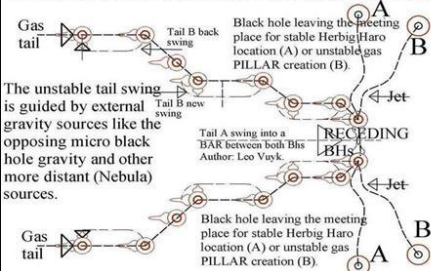 A
B
Gas
tail
Tail B back
swing
Black hole leaving the meeting
place for stable Herbig Haro
location (A) or unstable gas
PILLAR creation (B).
The unstable tail swing
is guided by external
gravity sources like the
opposing micro black
hole gravity and other
more distant (Nebula)
sources.
Tail B new
swing
Jet
Tail A swing into a
BAR between both Bhs
Author: Leo Vuyk.
RECEDING
BHs
Jet
Black hole leaving the meeting
place for stable Herbig Haro
location (A) or unstable gas
PILLAR creation (B).
Gas
tail
A
B